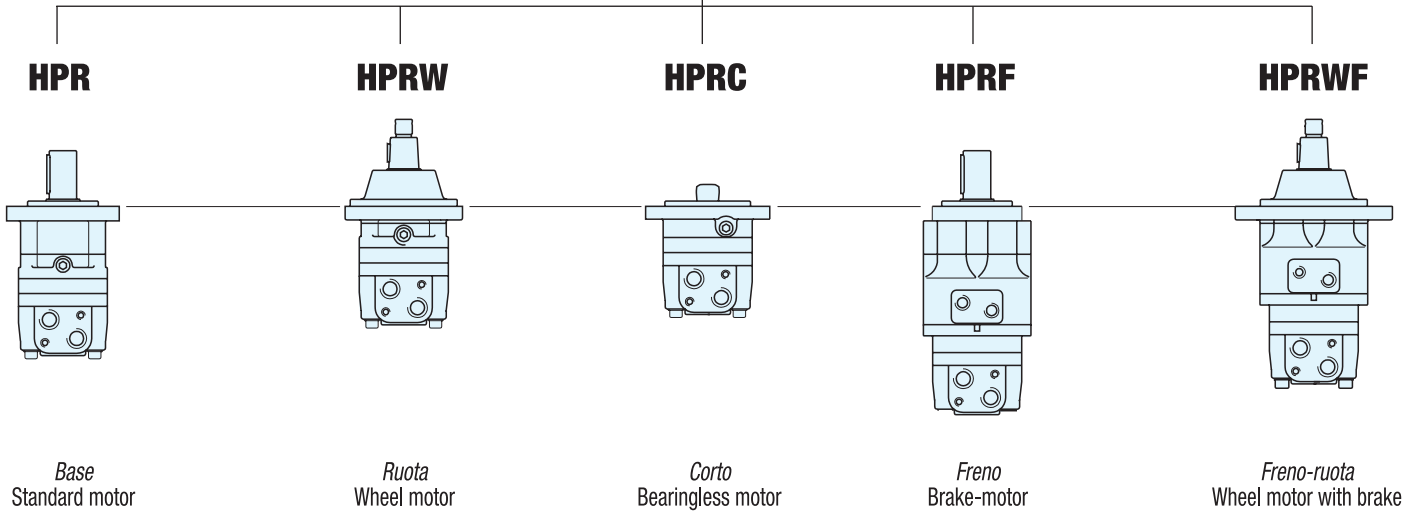 HPR
HPRW
HPRC
HPRF
HPRWF
Base
Standard motor
Ruota
Wheel motor
Corto
Bearingless motor
Freno
Brake-motor
Freno-ruota
Wheel motor with brake